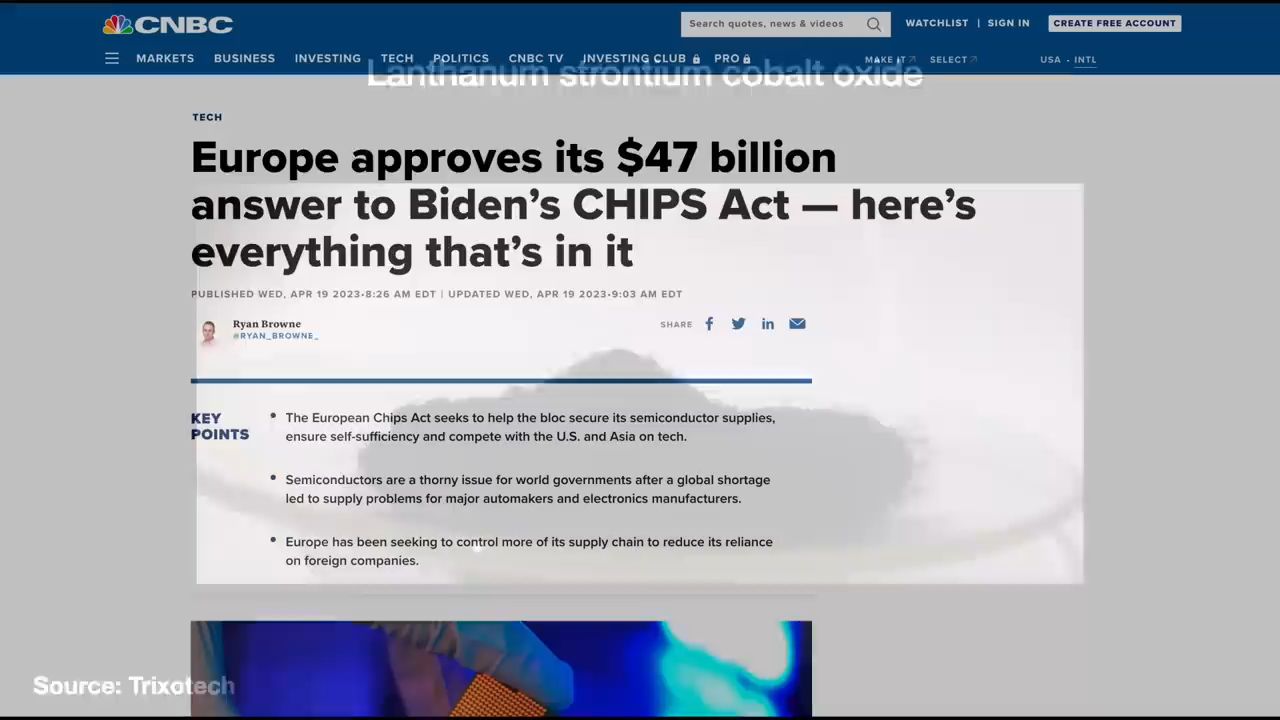 CNBC
Search quotes, news & videos
WATCHLIST | SIGN IN
CREATE FREE ACCOUNT
MARKETS BUSINESS INVESTING TECH POLITICS CNBC TV INVESTING CLUB PRO
MAKE IT SELECT USA - INTL
Lanthanum strontium cobalt oxide
TECH
Europe approves its $47 billion
answer to Biden’s CHIPS Act — here’s
everything that’s in it
PUBLISHED WED, APR 19 2023•8:26 AM EDT | UPDATED WED, APR 19 2023•9:03 AM EDT
Ryan Browne
@RYAN_BROWNE_
SHARE
KEY
POINTS
• The European Chips Act seeks to help the bloc secure its semiconductor supplies,
ensure self-sufficiency and compete with the U.S. and Asia on tech.
• Semiconductors are a thorny issue for world governments after a global shortage
led to supply problems for major automakers and electronics manufacturers.
• Europe has been seeking to control more of its supply chain to reduce its reliance
on foreign companies.
Source: Trixotech